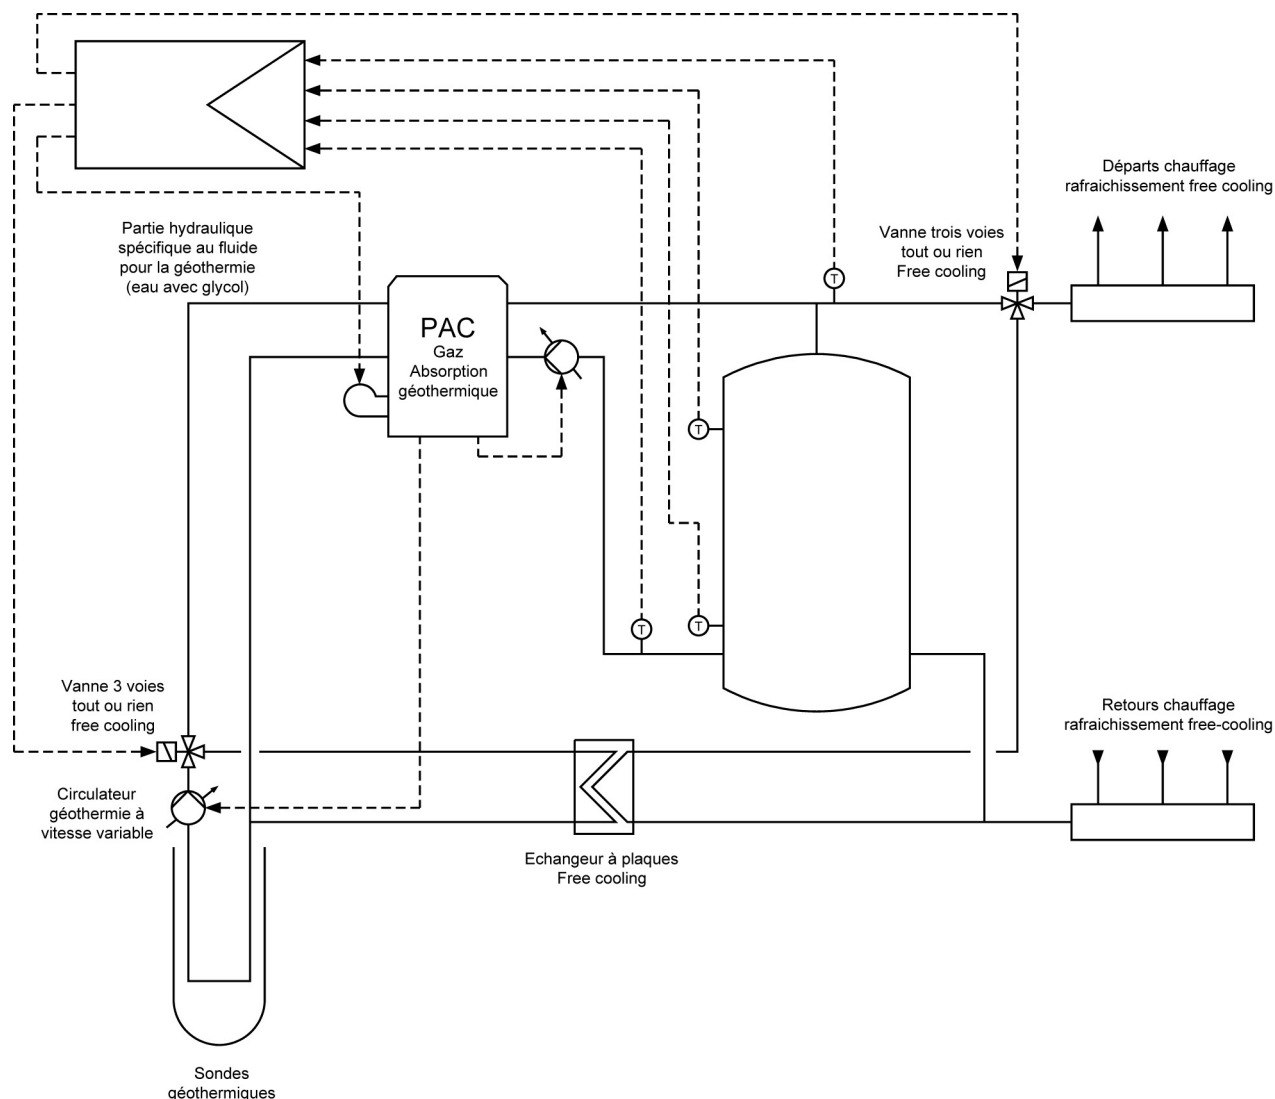 Départs chauffage
rafraichissement free cooling
Partie hydraulique
spécifique au fluide
pour la géothermie
(eau avec glycol)
Vanne trois voies
tout ou rien
Free cooling
T
PAC
Gaz
Absorption
géothermique
T
T
T
Vanne 3 voies
tout ou rien
free cooling
Retours chauffage
rafraichissement free-cooling
Circulateur
géothermie à
vitesse variable
Echangeur à plaques
Free cooling
Sondes
géothermiques